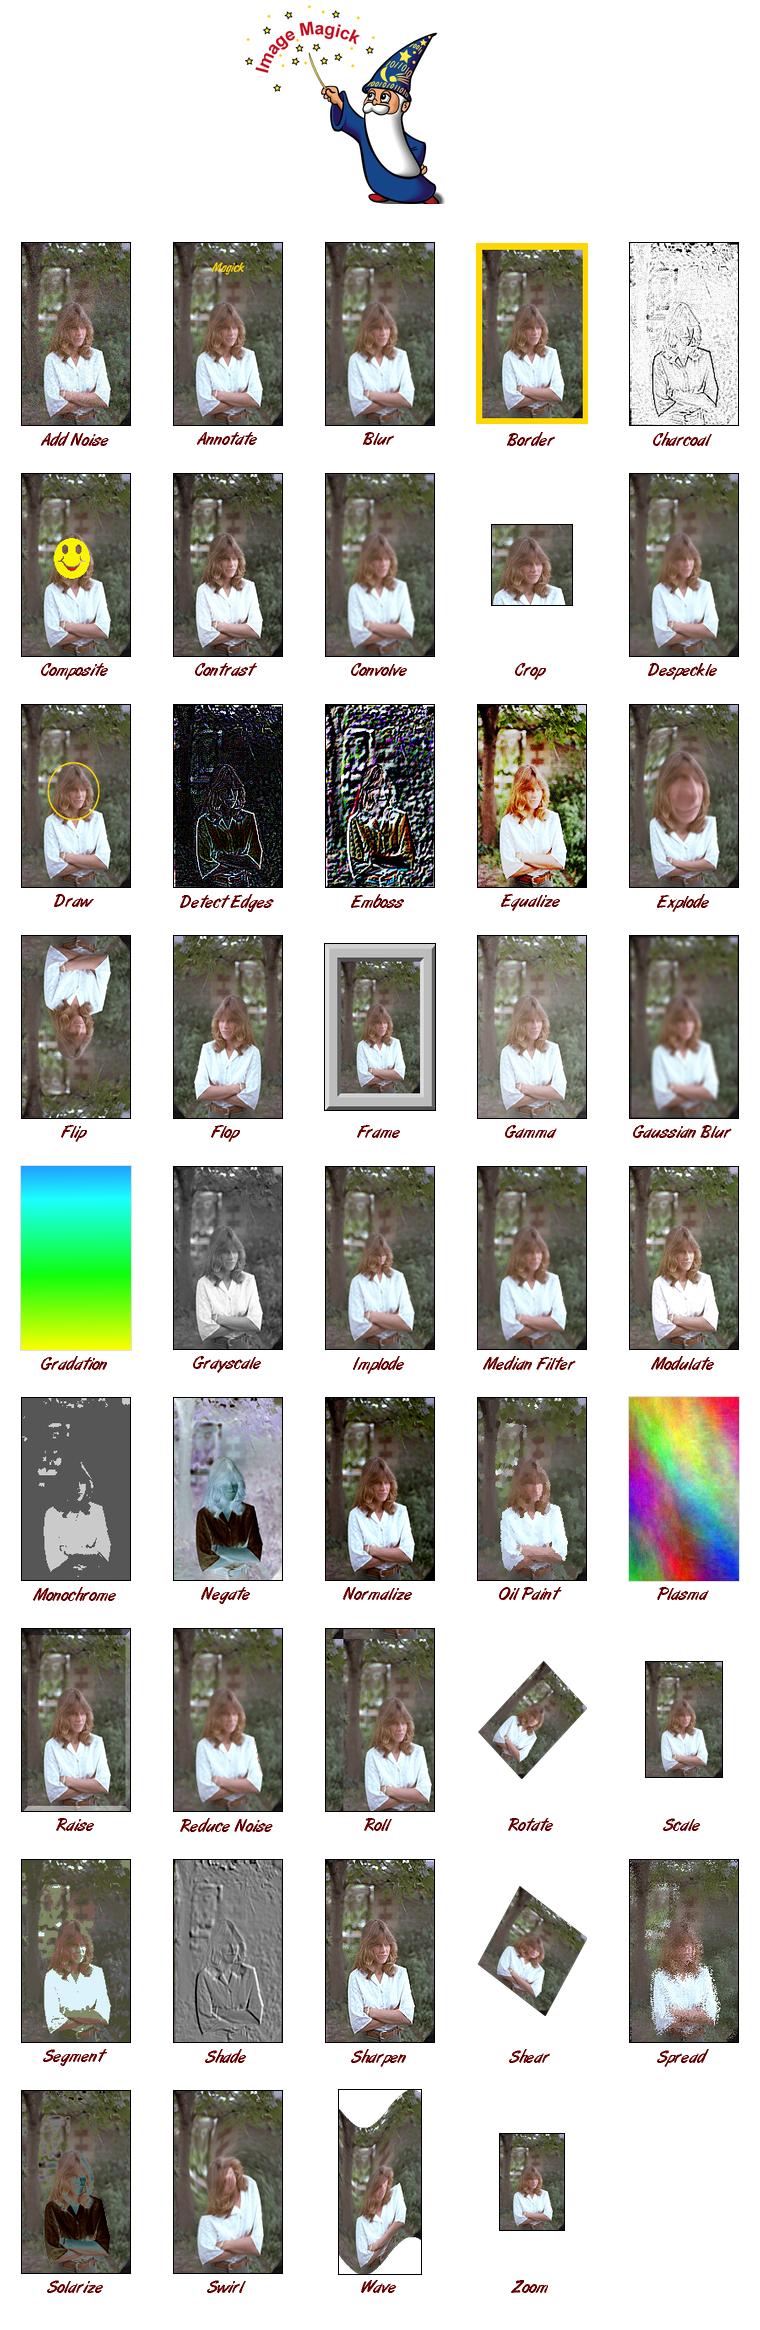 Image Magick
Magick
Add Noise
Annotate
Blur
Border
Charcoal
Composite
Contrast
Convolve
Crop
Despeckle
Draw
Detect Edges
Emboss
Equalize
Explode
Flip
Flop
Frame
Gamma
Gaussian Blur
Gradation
Grayscale
Implode
Median Filter
Modulate
Monochrome
Negate
Normalize
Oil Paint
Plasma
Raise
Reduce Noise
Roll
Rotate
Scale
Segment
Shade
Sharpen
Shear
Spread
Solarize
Swirl
Wave
Zoom